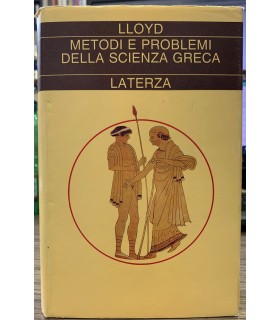 LLOYD
METODI E PROBLEMI
DELLA SCIENZA GRECA
LATERZA